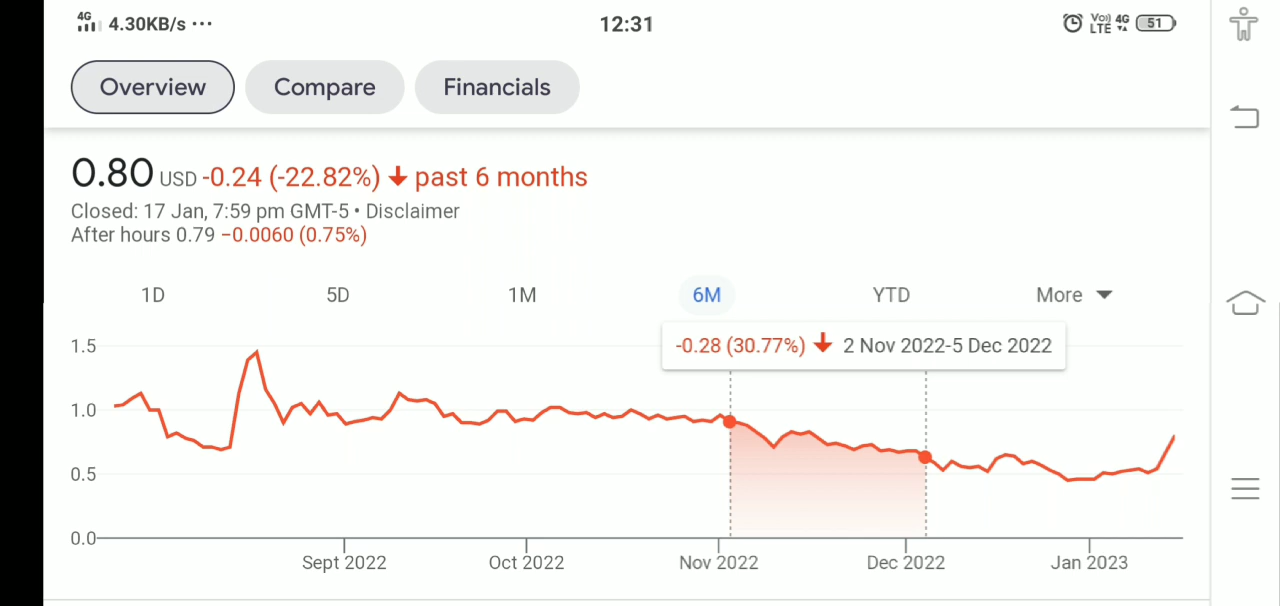 4G 4.30KB/s ... 12:31 Vo)) LTE 4G 51
Overview Compare Financials
0.80 USD -0.24 (-22.82%) ↓ past 6 months
Closed: 17 Jan, 7:59 pm GMT-5 • Disclaimer
After hours 0.79 −0.0060 (0.75%)
1D 5D 1M 6M YTD More
-0.28 (30.77%) ↓ 2 Nov 2022-5 Dec 2022
1.5
1.0
0.5
0.0
Sept 2022 Oct 2022 Nov 2022 Dec 2022 Jan 2023